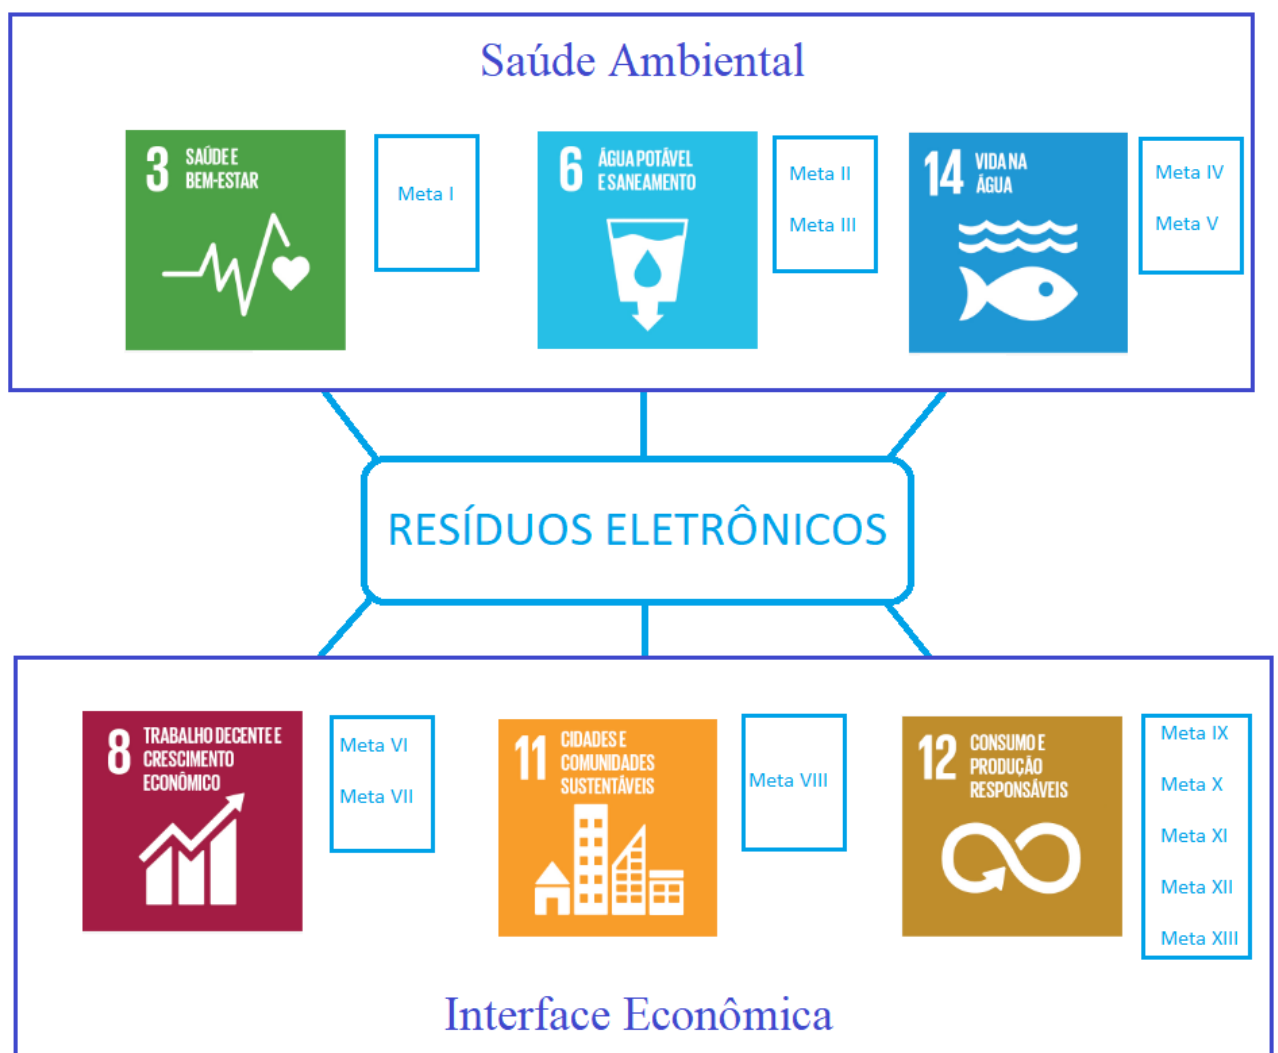 Saúde Ambiental
3 SAÚDE E
BEM-ESTAR
Meta I
6 ÁGUA POTÁVEL
E SANEAMENTO
Meta II
Meta III
14 VIDA NA
ÁGUA
Meta IV
Meta V
RESÍDUOS ELETRÔNICOS
8 TRABALHO DECENTE E
CRESCIMENTO
ECONÔMICO
Meta VI
Meta VII
11 CIDADES E
COMUNIDADES
SUSTENTÁVEIS
Meta VIII
12 CONSUMO E
PRODUÇÃO
RESPONSÁVEIS
Meta IX
Meta X
Meta XI
Meta XII
Meta XIII
Interface Econômica